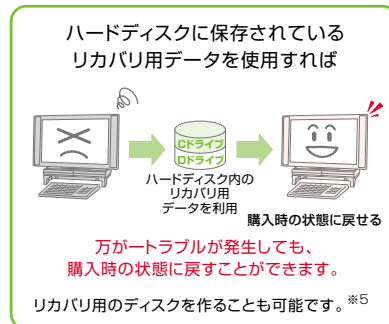 ハードディスクに保存されている
リカバリ用データを使用すれば
Cドライブ
Dドライブ
ハードディスク内の
リカバリ用
データを利用
購入時の状態に戻せる
万が一トラブルが発生しても、
購入時の状態に戻すことができます。
リカバリ用のディスクを作ることも可能です。※5